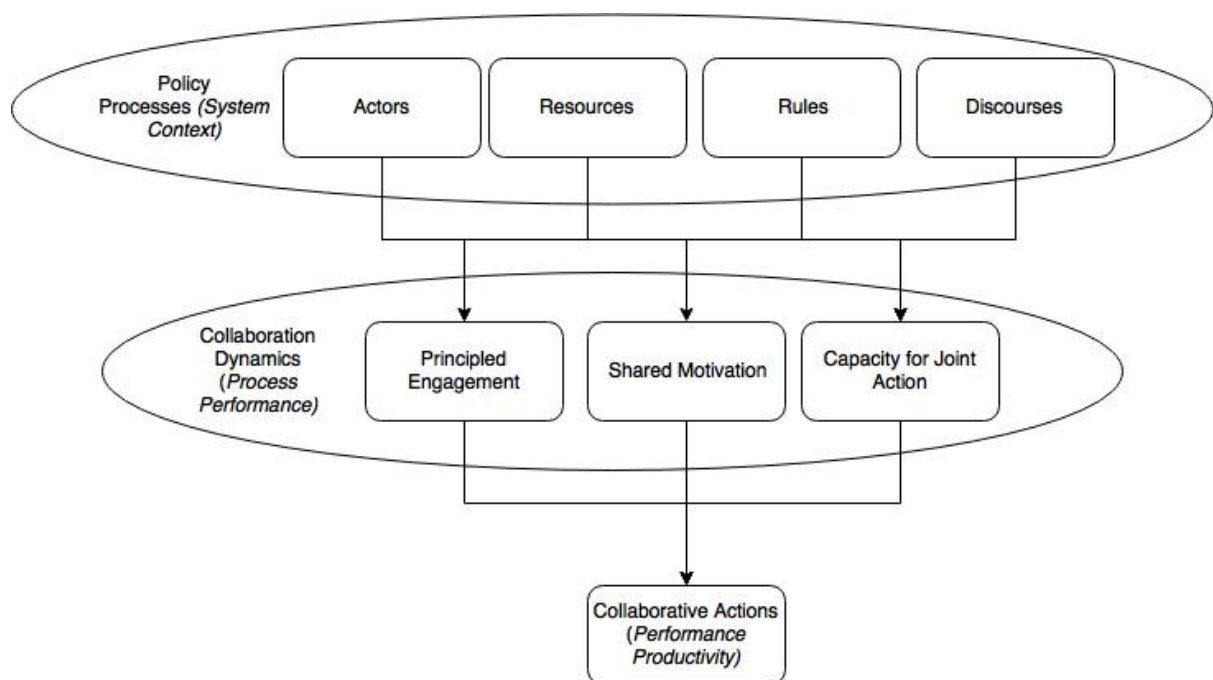 Policy
Processes (System
Context)
Actors
Resources
Rules
Discourses
Collaboration
Dynamics
(Process
Performance)
Principled
Engagement
Shared Motivation
Capacity for Joint
Action
Collaborative Actions
(Performance
Productivity)